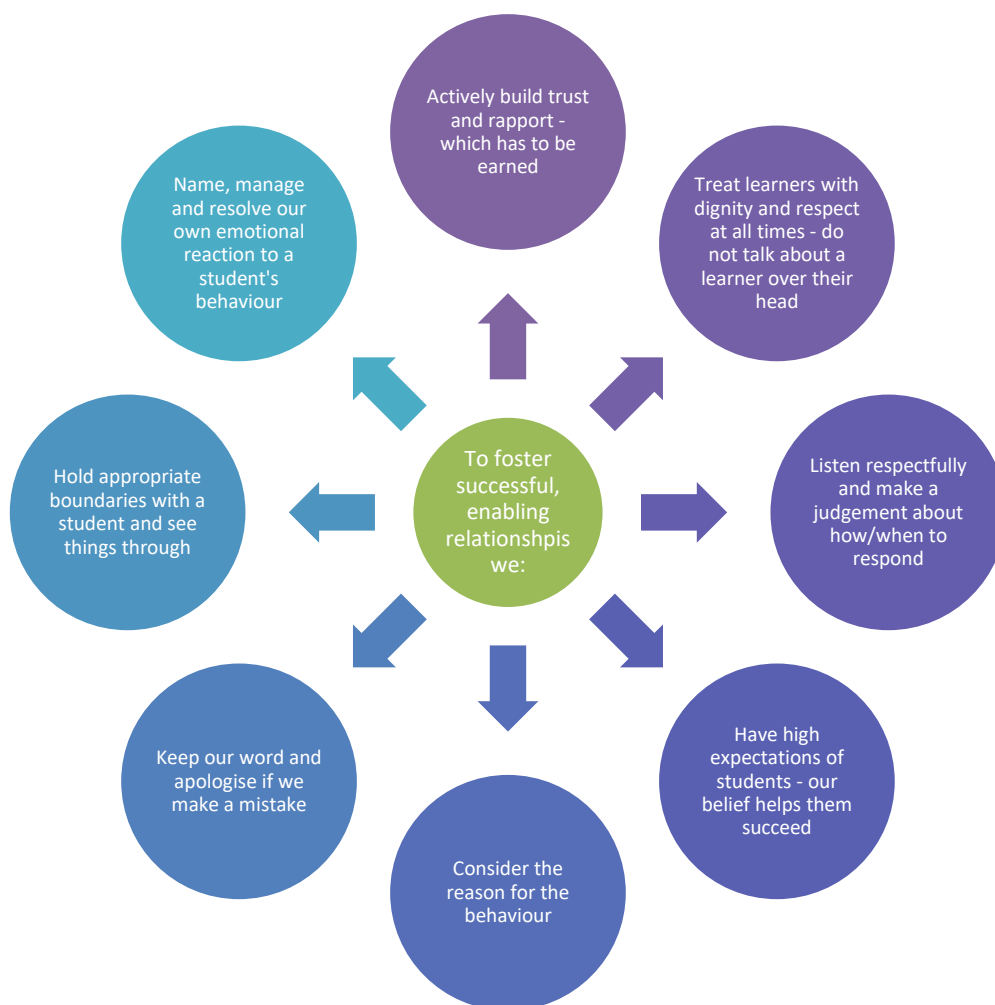 Actively build trust
and rapport -
which has to be
earned
Treat learners with
dignity and respect
at all times - do
not talk about a
learner over their
head
Listen respectfully
and make a
judgement about
how/when to
respond
Have high
expectations of
students - our
belief helps them
succeed
Consider the
reason for the
behaviour
Keep our word and
apologise if we
make a mistake
Hold appropriate
boundaries with a
student and see
things through
Name, manage
and resolve our
own emotional
reaction to a
student's
behaviour
To foster
successful,
enabling
relationshpis
we: